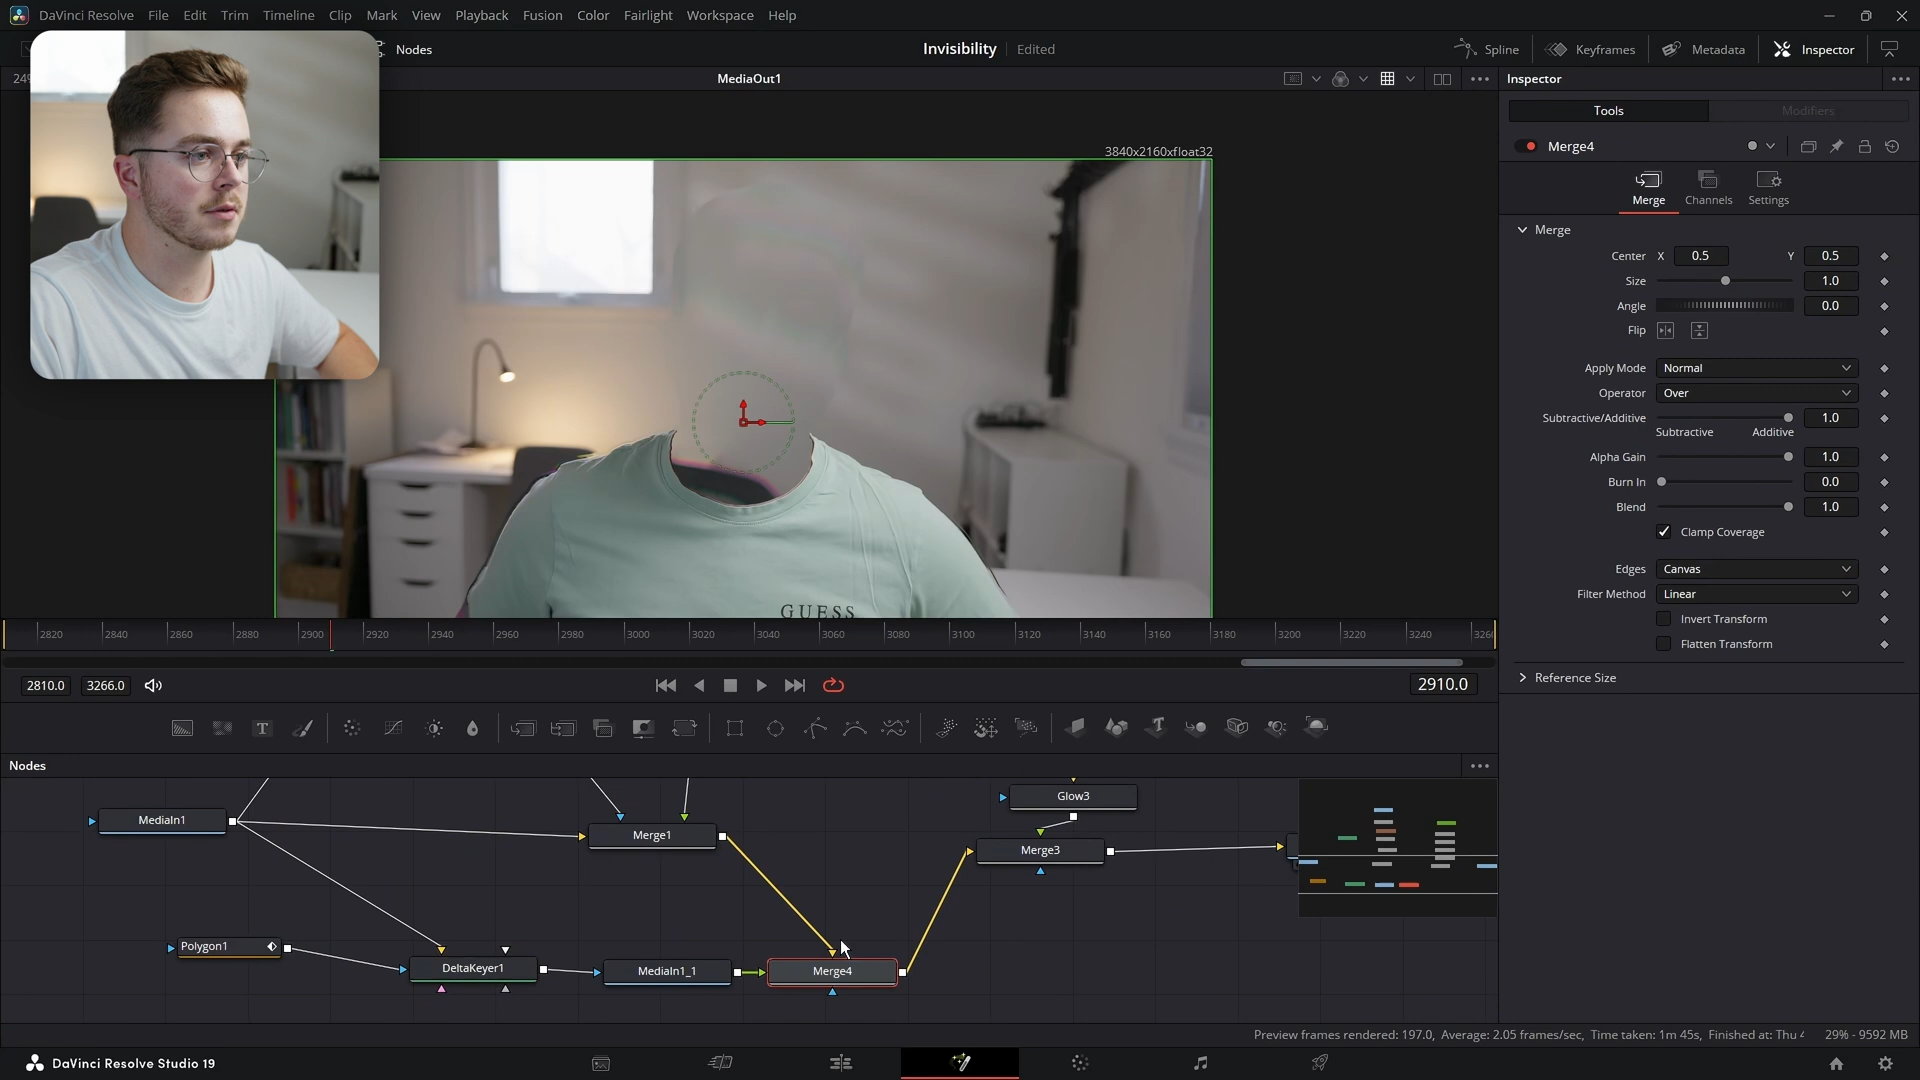 DaVinci Resolve File Edit Trim Timeline Clip Mark View Playback Fusion Color Fairlight Workspace Help
Nodes
Invisibility Edited
Spline Keyframes Metadata Inspector
MediaOut1
Inspector
Tools Modifiers
3840x2160xfloat32
Merge4
Merge Channels Settings
Merge
Center X 0.5 Y 0.5
Size 1.0
Angle 0.0
Flip
Apply Mode Normal
Operator Over
Subtractive/Additive 1.0
Subtractive Additive
Alpha Gain 1.0
Burn In 0.0
Blend 1.0
Clamp Coverage
Edges Canvas
Filter Method Linear
Invert Transform
Flatten Transform
Reference Size
GUESS
2820 2840 2860 2880 2900 2920 2940 2960 2980 3000 3020 3040 3060 3080 3100 3120 3140 3160 3180 3200 3220 3240
2810.0 3266.0 2910.0
Nodes
MediaIn1
Merge1
Glow3
Merge3
Polygon1
DeltaKeyer1
MediaIn1_1
Merge4
Preview frames rendered: 197.0, Average: 2.05 frames/sec, Time taken: 1m 45s, Finished at: Thu 29% - 9592 MB
DaVinci Resolve Studio 19